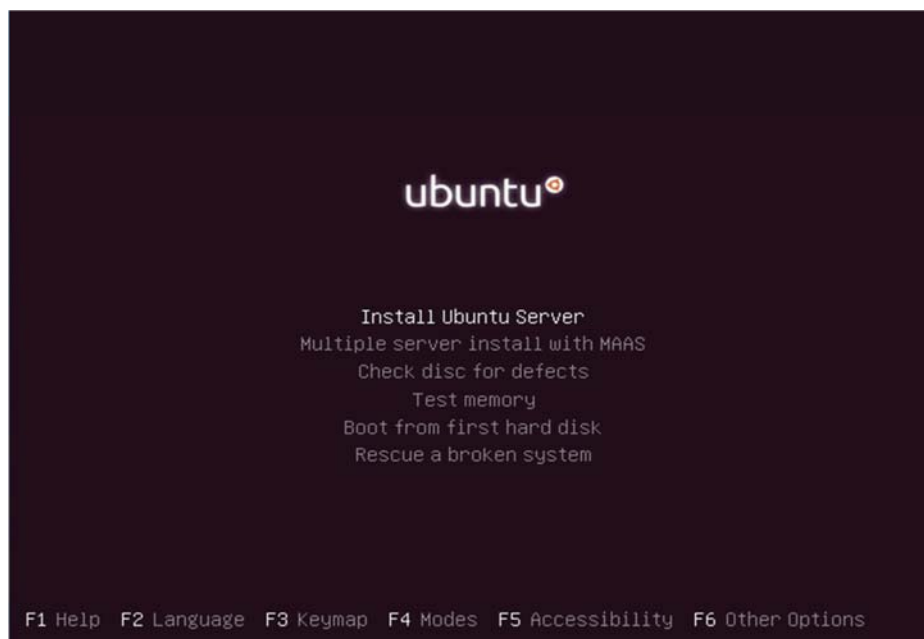 ubuntu
Install Ubuntu Server
Multiple server install with MAAS
Check disc for defects
Test memory
Boot from first hard disk
Rescue a broken system
F1 Help F2 Language F3 Keymap F4 Modes F5 Accessibility F6 Other Options